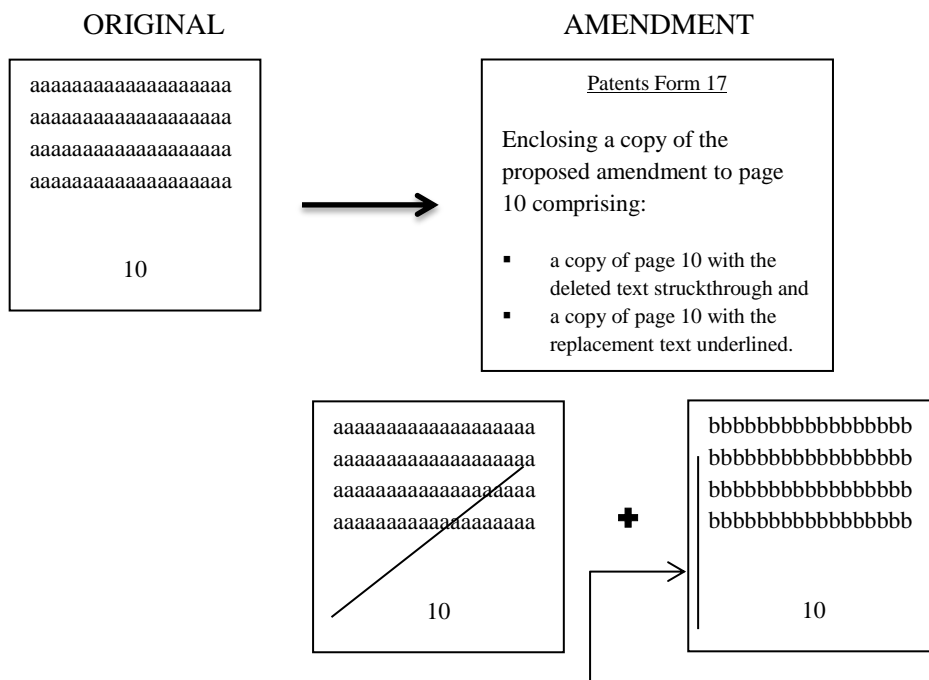 ORIGINAL
AMENDMENT
aaaaaaaaaaaaaaaaaaa
aaaaaaaaaaaaaaaaaaa
aaaaaaaaaaaaaaaaaaa
aaaaaaaaaaaaaaaaaaa
10
Patents Form 17
Enclosing a copy of the
proposed amendment to page
10 comprising:
▪ a copy of page 10 with the
deleted text struckthrough and
▪ a copy of page 10 with the
replacement text underlined.
aaaaaaaaaaaaaaaaaaa
aaaaaaaaaaaaaaaaaaa
aaaaaaaaaaaaaaaaaaa
aaaaaaaaaaaaaaaaaaa
10
bbbbbbbbbbbbbbbbb
bbbbbbbbbbbbbbbbb
bbbbbbbbbbbbbbbbb
bbbbbbbbbbbbbbbbb
10